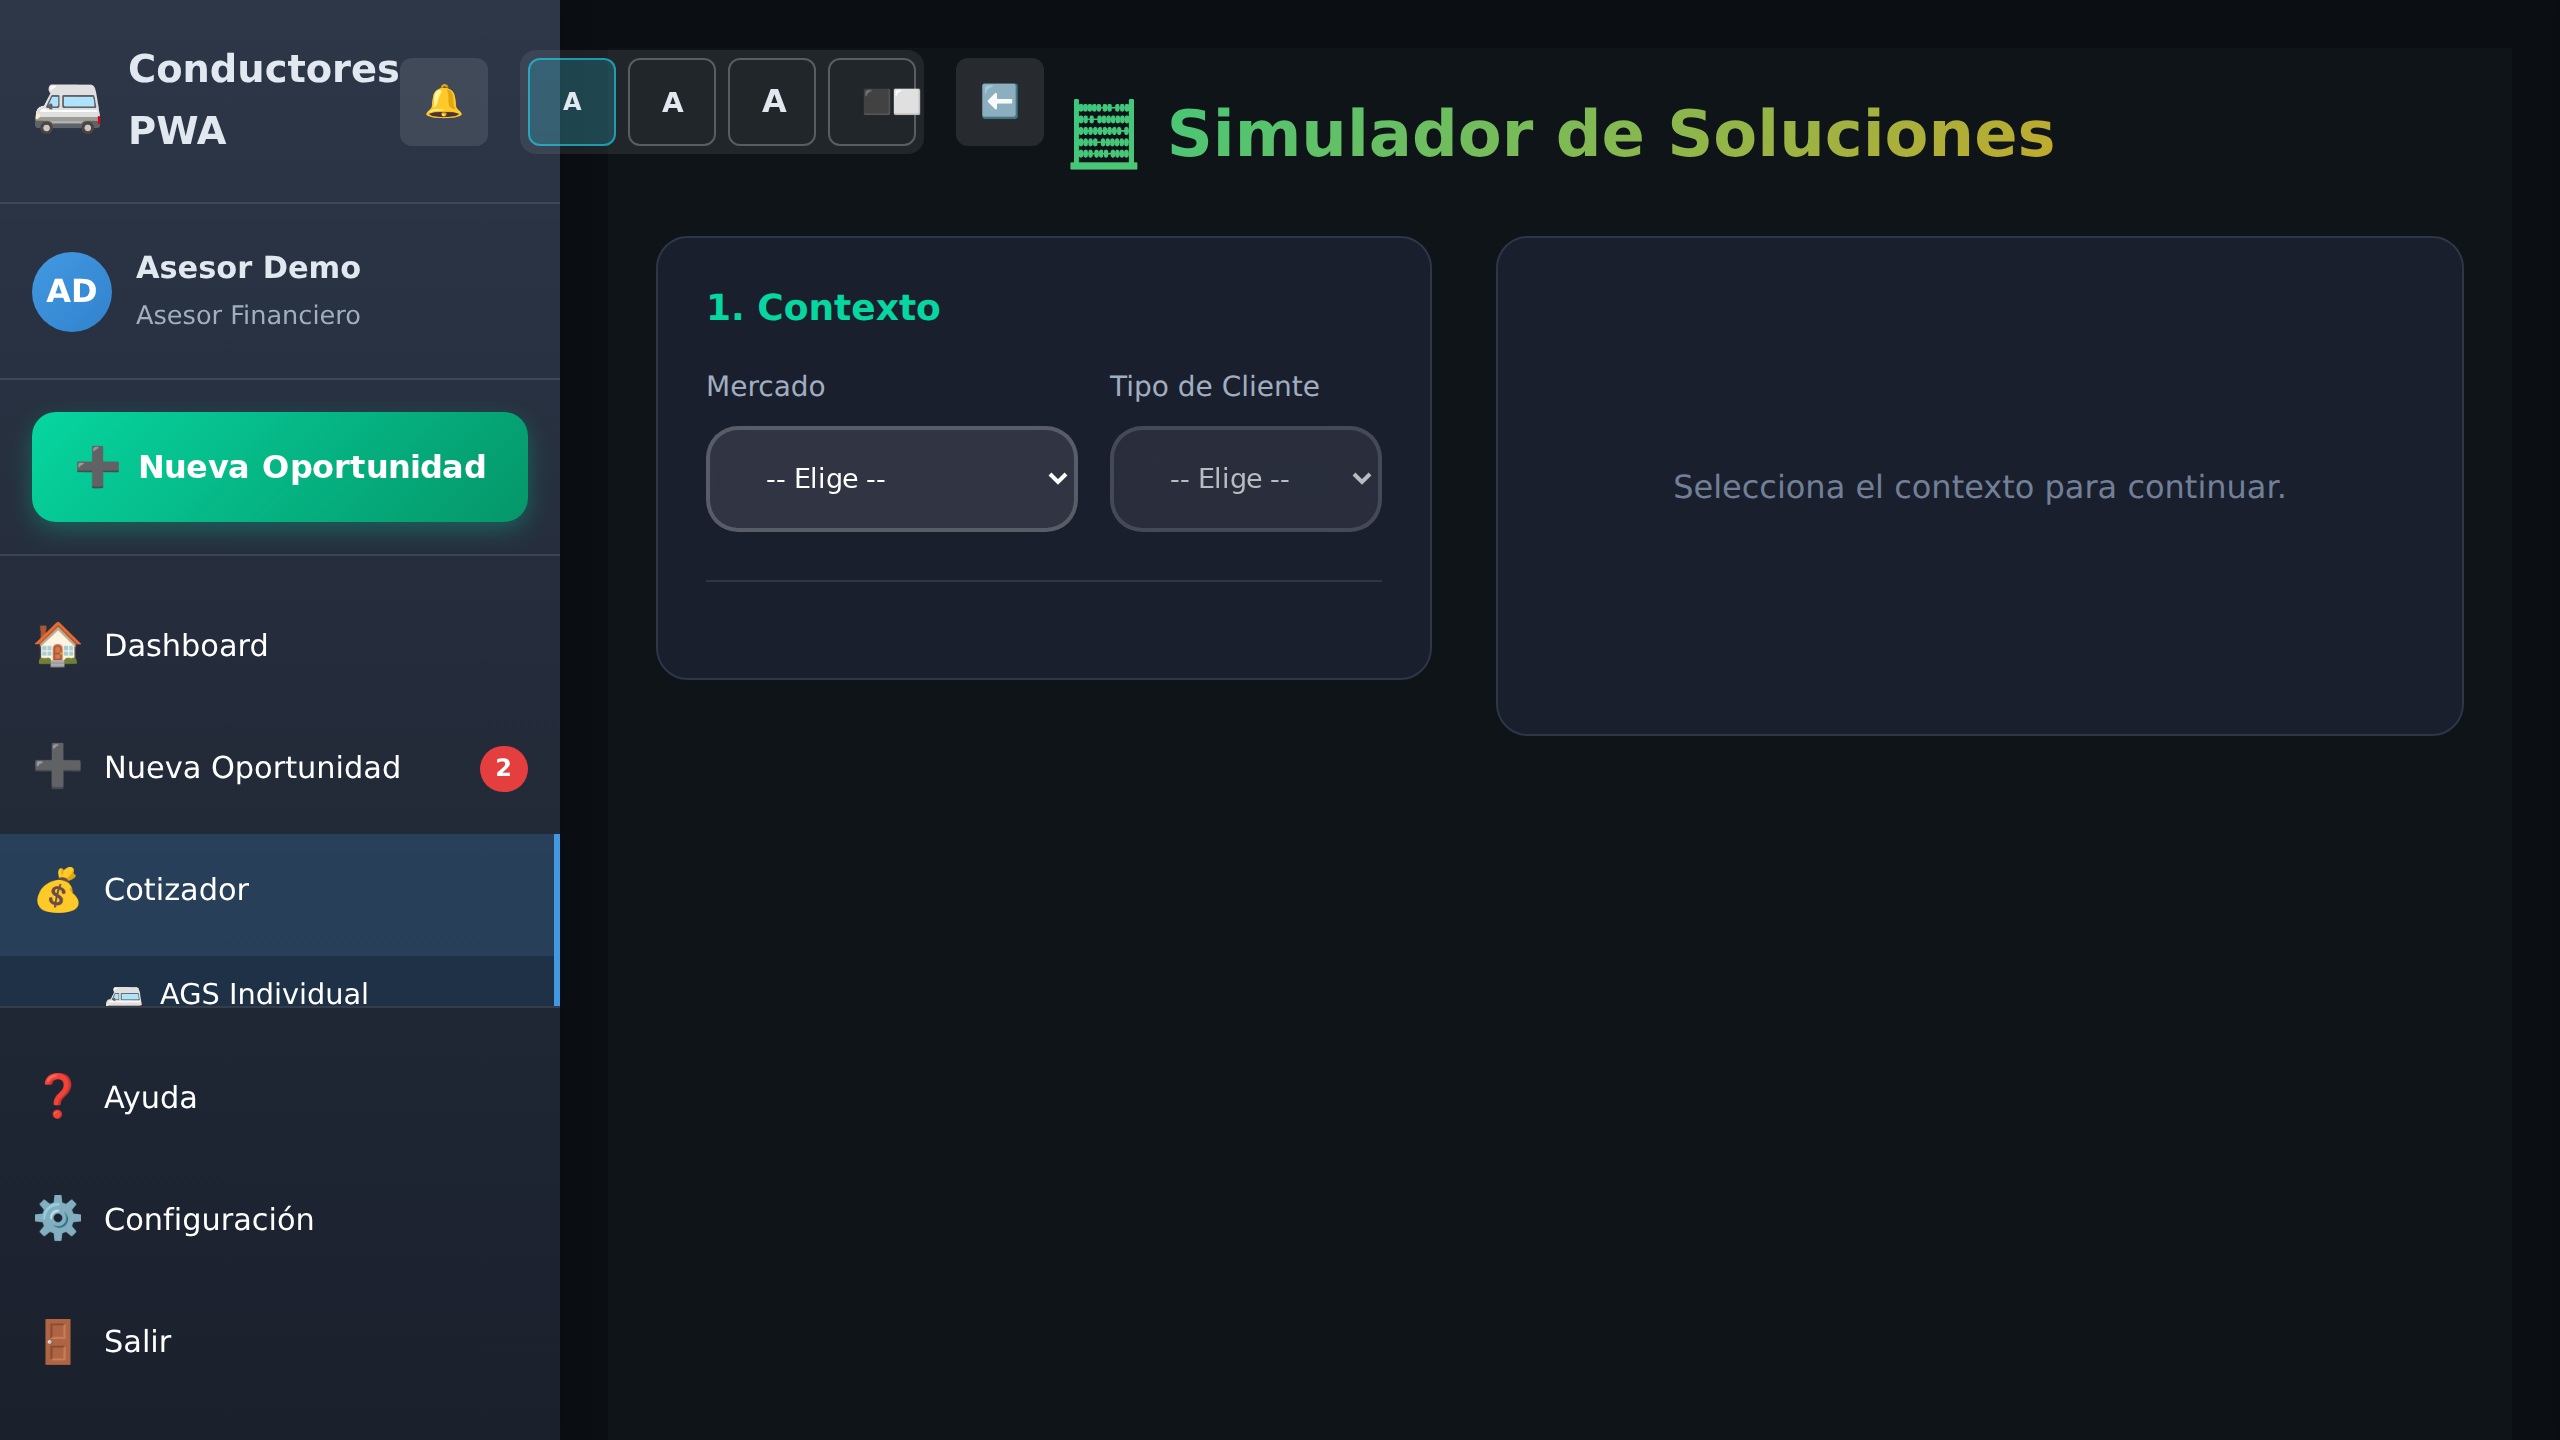 Conductores
PWA
A
A
A
Simulador de Soluciones
AD
Asesor Demo
Asesor Financiero
Nueva Oportunidad
Dashboard
Nueva Oportunidad
2
Cotizador
AGS Individual
Ayuda
Configuración
Salir
1. Contexto
Mercado
Tipo de Cliente
-- Elige --
-- Elige --
Selecciona el contexto para continuar.